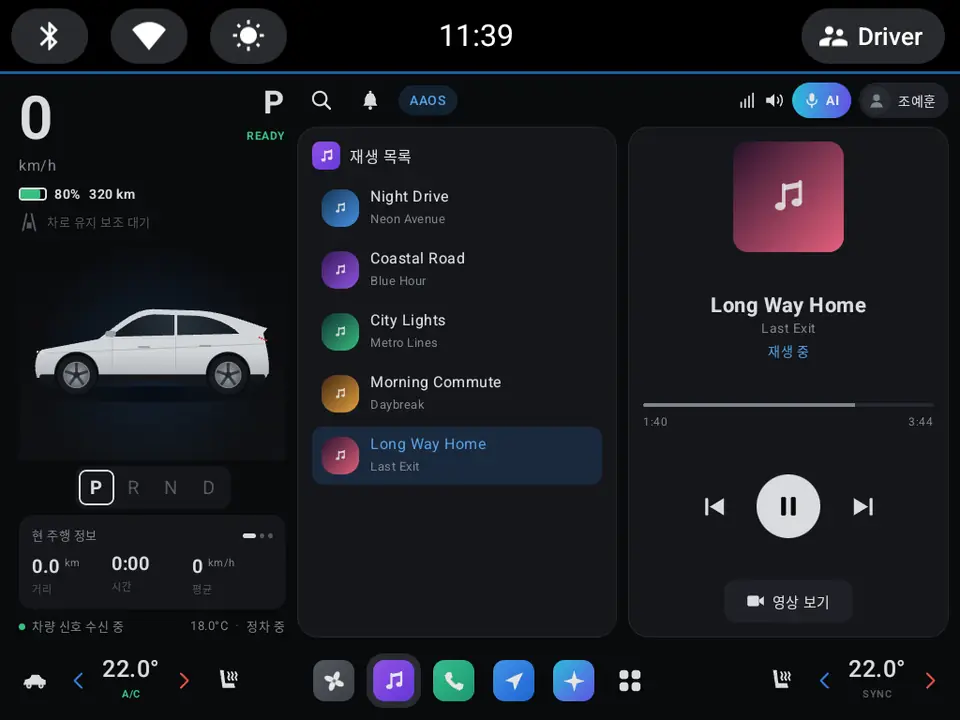 11:39
Driver
0
P
READY
km/h
80% 320 km
차로 유지 보조 대기
P R N D
현 주행 정보
0.0 km
거리
0:00
시간
0 km/h
평균
차량 신호 수신 중
18.0°C · 정차 중
AAOS
AI
조예훈
재생 목록
Night Drive
Neon Avenue
Coastal Road
Blue Hour
City Lights
Metro Lines
Morning Commute
Daybreak
Long Way Home
Last Exit
Long Way Home
Last Exit
재생 중
1:40
3:44
영상 보기
22.0°
A/C
22.0°
SYNC